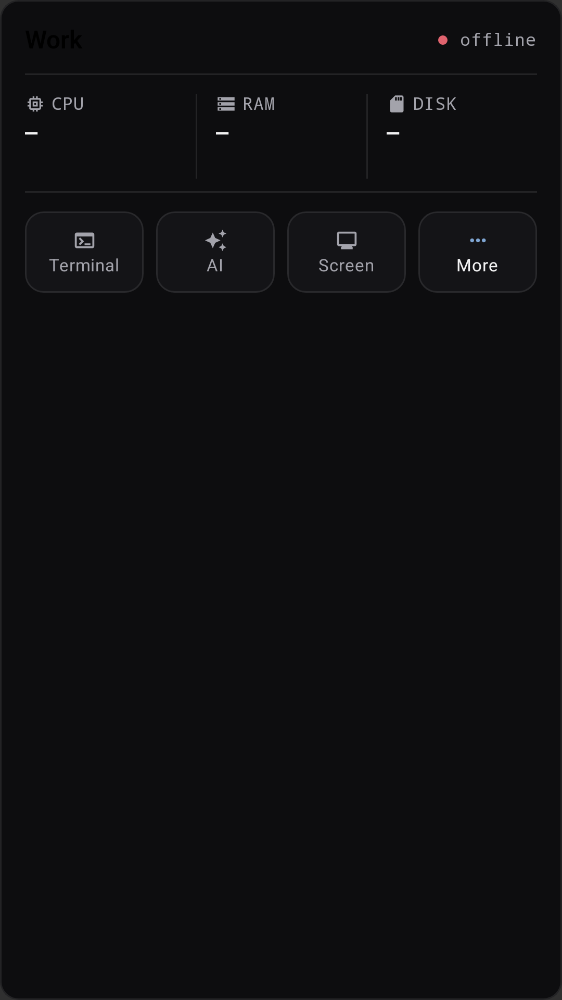 Work
offline
CPU
RAM
DISK
–
–
–
Terminal
AI
Screen
More